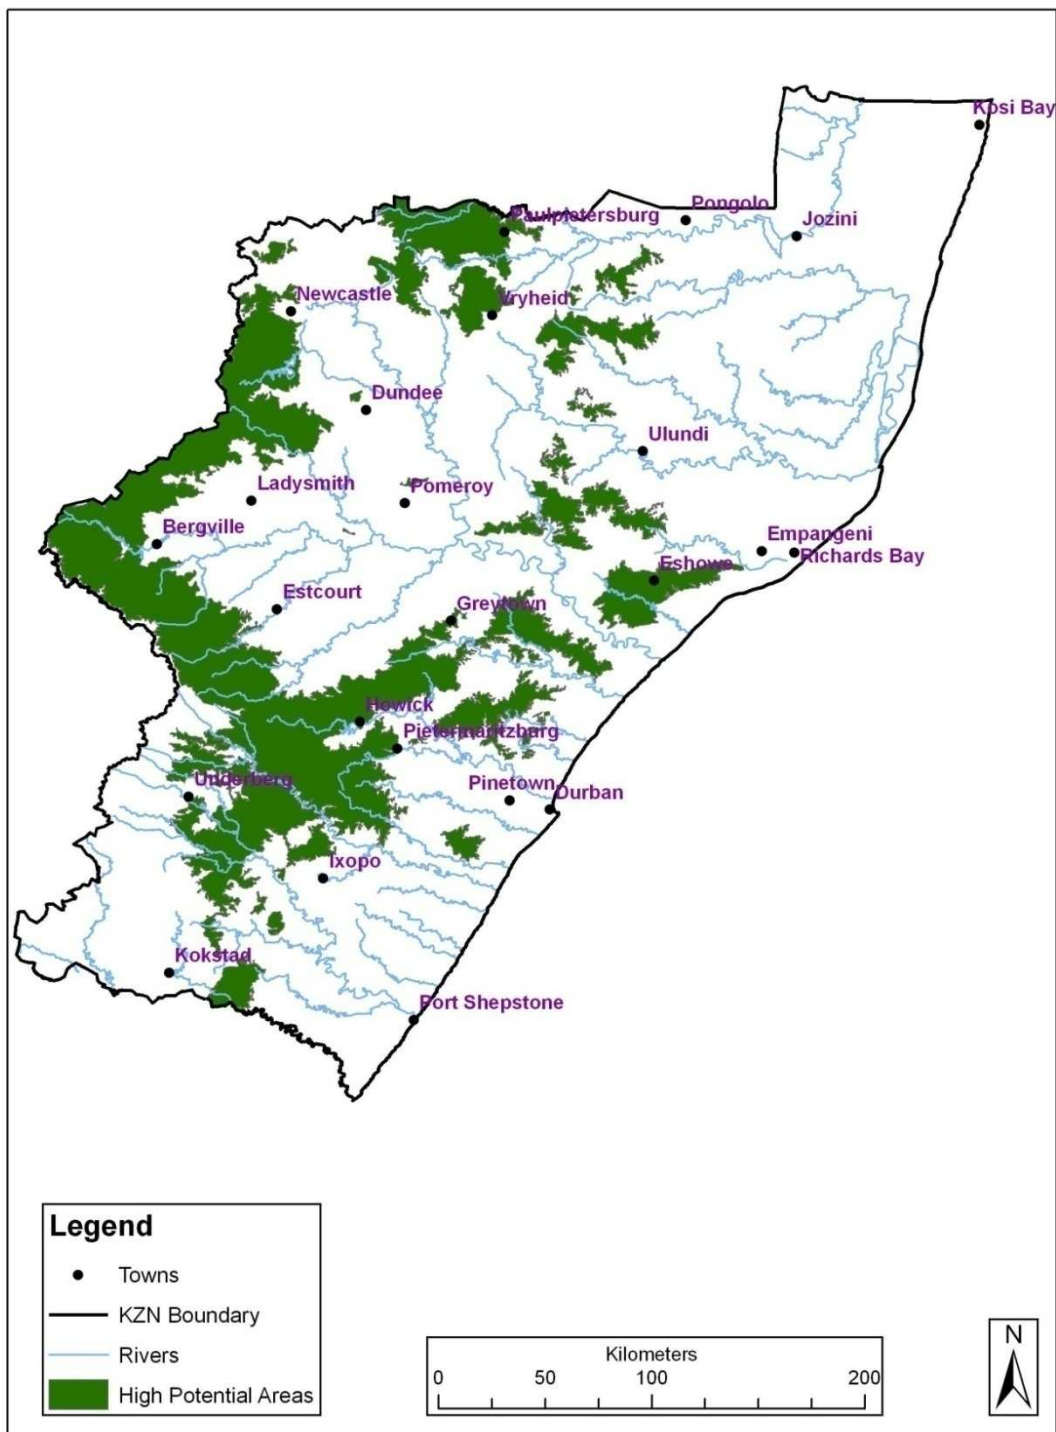 Kosi Bay
Paulpietersburg
Pongolo
Jozini
Newcastle
Vryheid
Dundee
Ulundi
Ladysmith
Pomeroy
Bergville
Empangeni
Richards Bay
Eshowe
Estcourt
Greytown
Howick
Pietermaritzburg
Underberg
Pinetown
Durban
Ixopo
Kokstad
Port Shepstone
Legend
Towns
KZN Boundary
Rivers
High Potential Areas
Kilometers
0 50 100 200
N